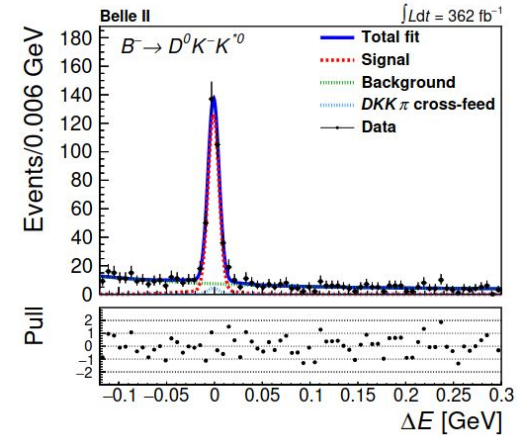 Belle II ∫Ldt = 362 fb⁻¹
B⁻ → D⁰K⁻K*⁰
Total fit
Signal
Background
DKKπ cross-feed
Data
Events/0.006 GeV
180
160
140
120
100
80
60
40
20
0
Pull
2
1
0
−1
−2
−0.1 −0.05 0 0.05 0.1 0.15 0.2 0.25 0.3
ΔE [GeV]